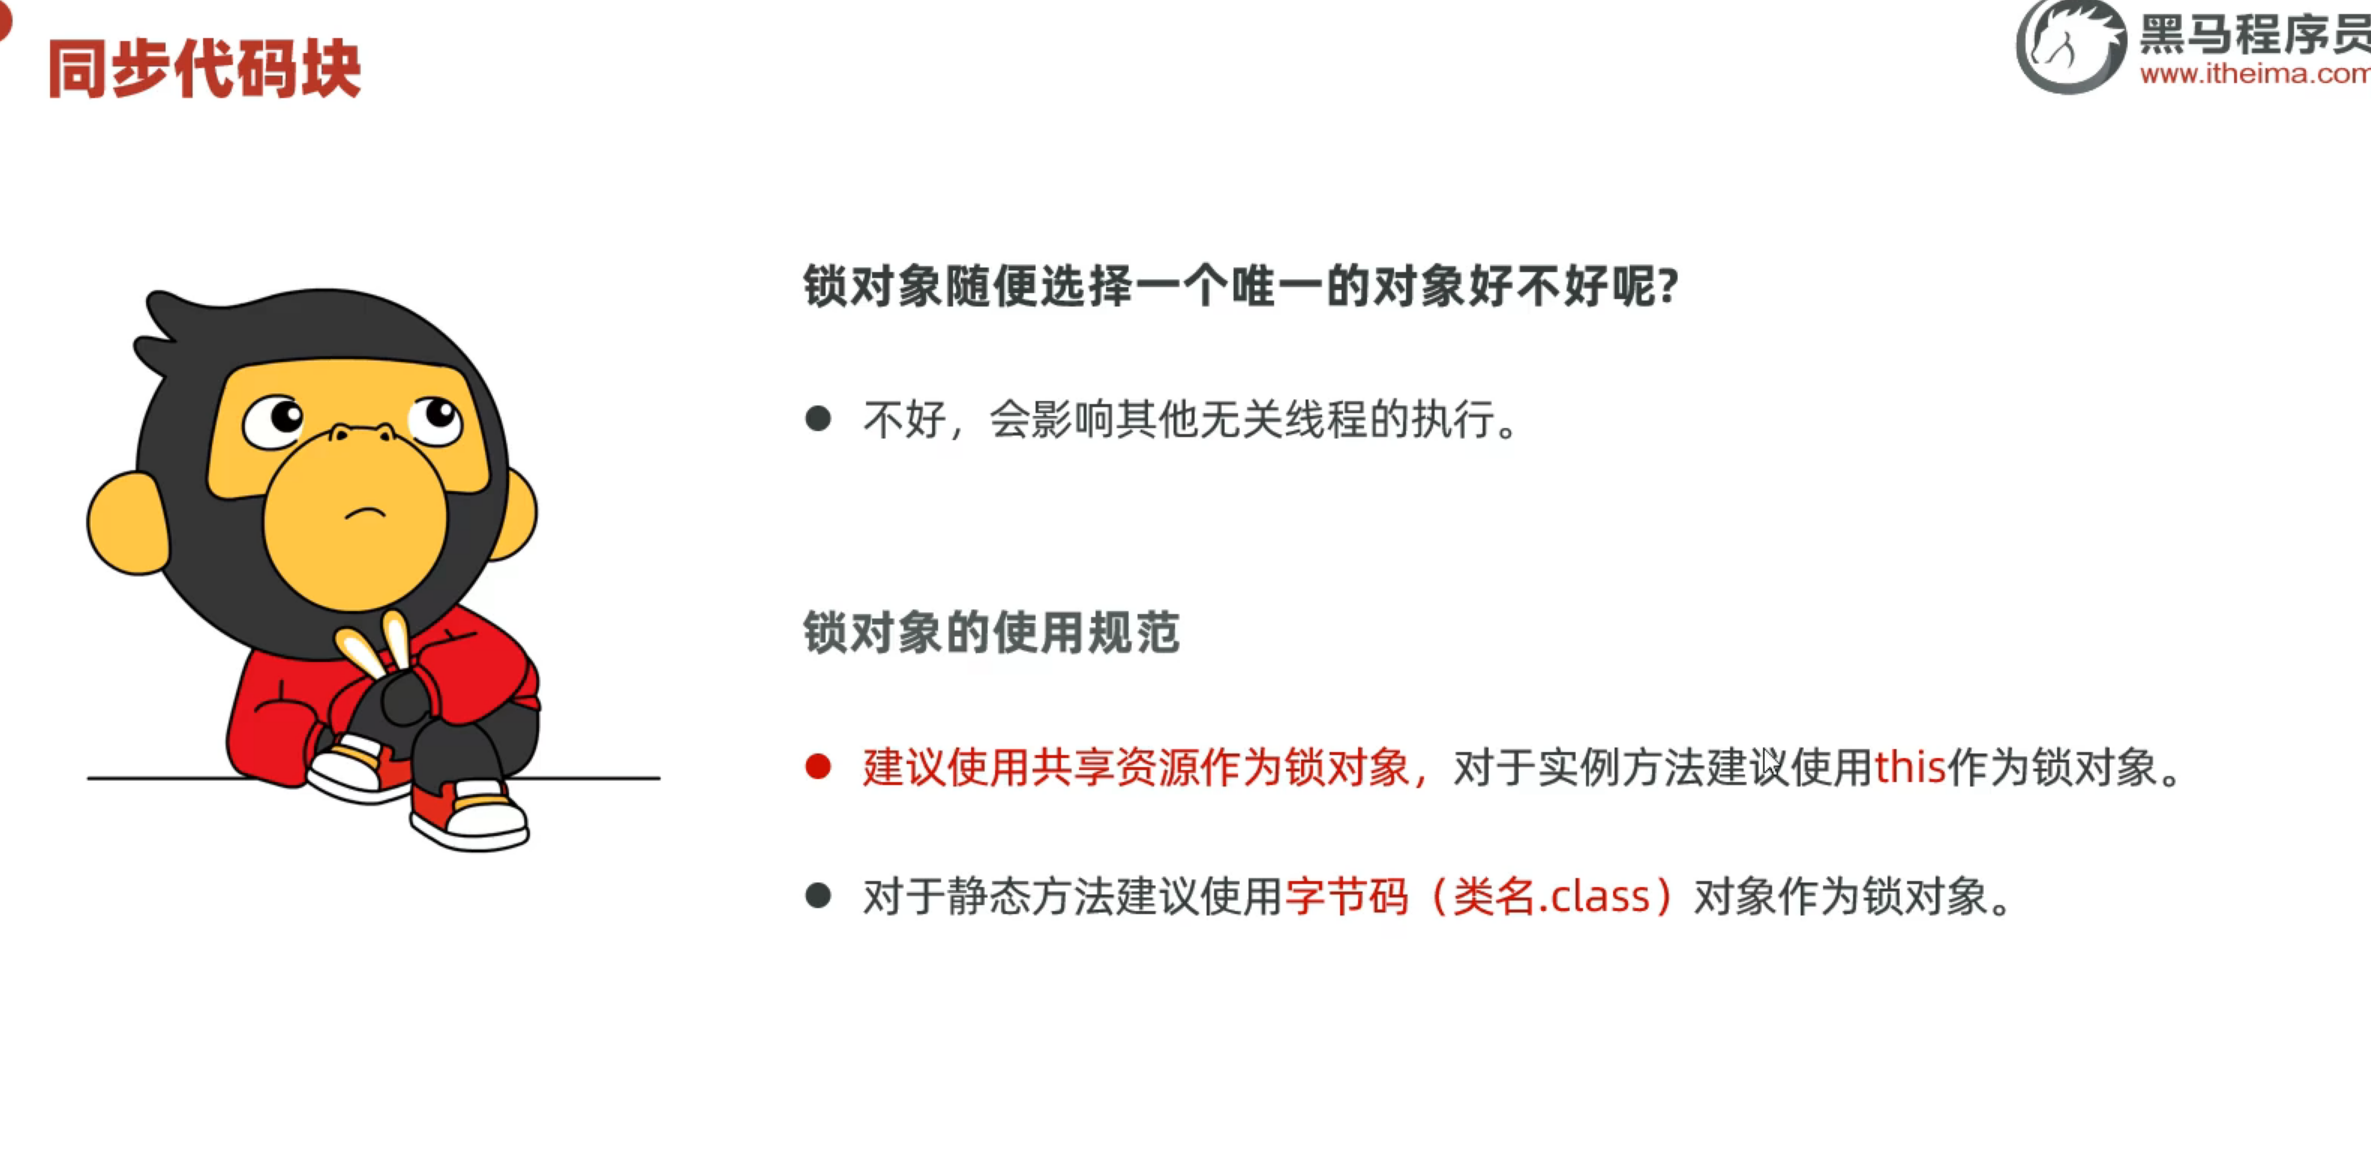 同步代码块
黑马程序员
www.itheima.com
锁对象随便选择一个唯一的对象好不好呢?
不好，会影响其他无关线程的执行。
锁对象的使用规范
建议使用共享资源作为锁对象，对于实例方法建议使用this作为锁对象。
对于静态方法建议使用字节码（类名.class）对象作为锁对象。